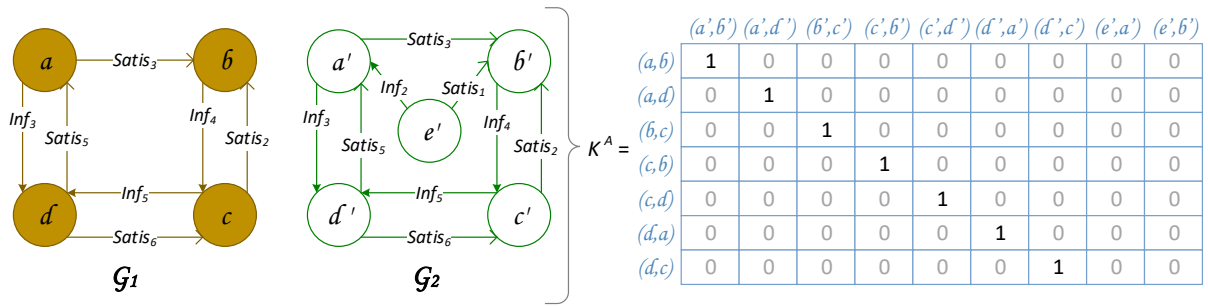 (a',b') (a',d') (b',c') (c',b') (c',d') (d',a') (d',c') (e',a') (e',b')
a Satis3 b
Inf3 Satis5 Inf4 Satis2
d Inf5 c
Satis6
G1
a' Satis3 b'
Inf2 Satis1
e'
Inf3 Satis5 Inf4 Satis2
d' Inf5 c'
Satis6
G2
K^A =
(a,b) 1 0 0 0 0 0 0 0 0
(a,d) 0 1 0 0 0 0 0 0 0
(b,c) 0 0 1 0 0 0 0 0 0
(c,b) 0 0 0 1 0 0 0 0 0
(c,d) 0 0 0 0 1 0 0 0 0
(d,a) 0 0 0 0 0 1 0 0 0
(d,c) 0 0 0 0 0 0 1 0 0